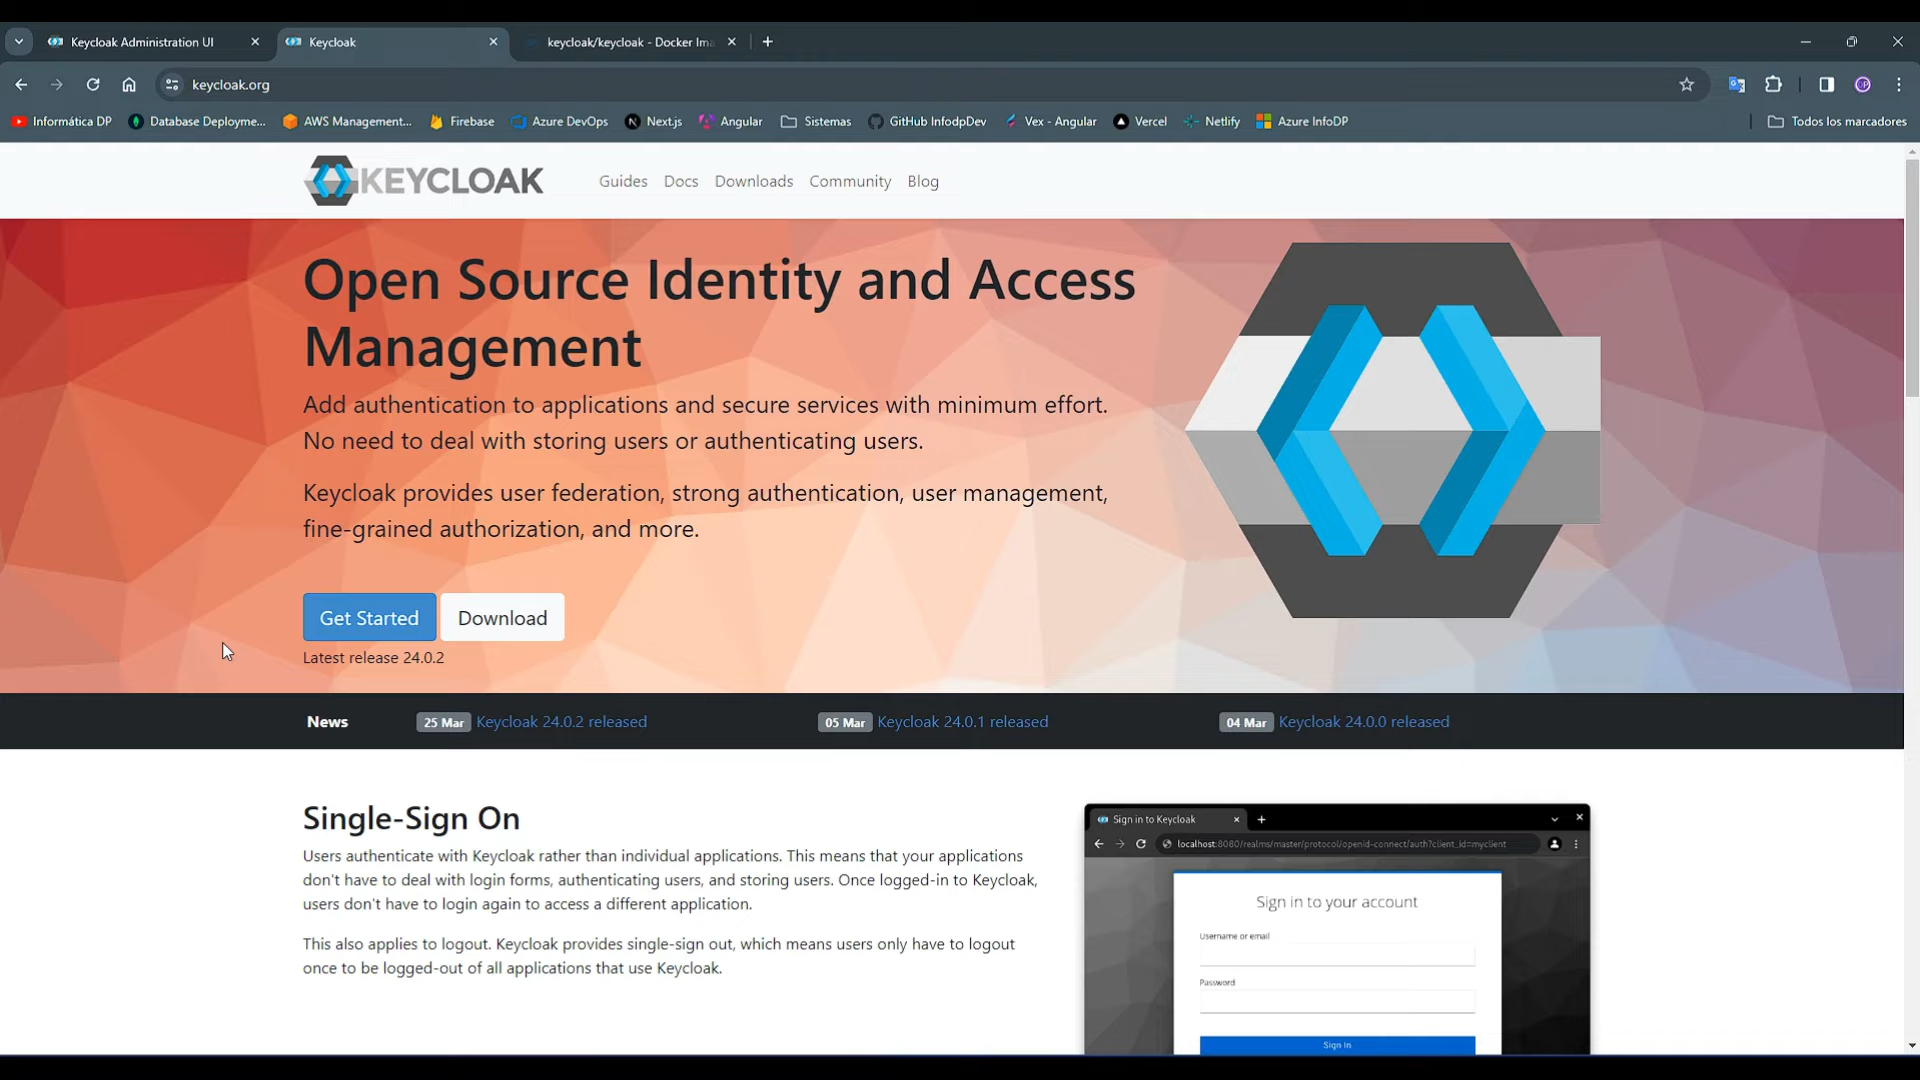 Keycloak Administration UI
Keycloak
keycloak/keycloak - Docker Ima
keycloak.org
Informática DP
Database Deployme...
AWS Management...
Firebase
Azure DevOps
Next.js
Angular
Sistemas
GitHub InfodpDev
Vex - Angular
Vercel
Netlify
Azure InfoDP
Todos los marcadores
KEYCLOAK
Guides
Docs
Downloads
Community
Blog
Open Source Identity and Access
Management
Add authentication to applications and secure services with minimum effort.
No need to deal with storing users or authenticating users.
Keycloak provides user federation, strong authentication, user management,
fine-grained authorization, and more.
Get Started
Download
Latest release 24.0.2
News
25 Mar Keycloak 24.0.2 released
05 Mar Keycloak 24.0.1 released
04 Mar Keycloak 24.0.0 released
Single-Sign On
Users authenticate with Keycloak rather than individual applications. This means that your applications
don't have to deal with login forms, authenticating users, and storing users. Once logged-in to Keycloak,
users don't have to login again to access a different application.
This also applies to logout. Keycloak provides single-sign out, which means users only have to logout
once to be logged-out of all applications that use Keycloak.
Sign in to Keycloak
localhost:8080/realms/master/protocol/openid-connect/auth?client_id=myclient
Sign in to your account
Username or email
Password
Sign In